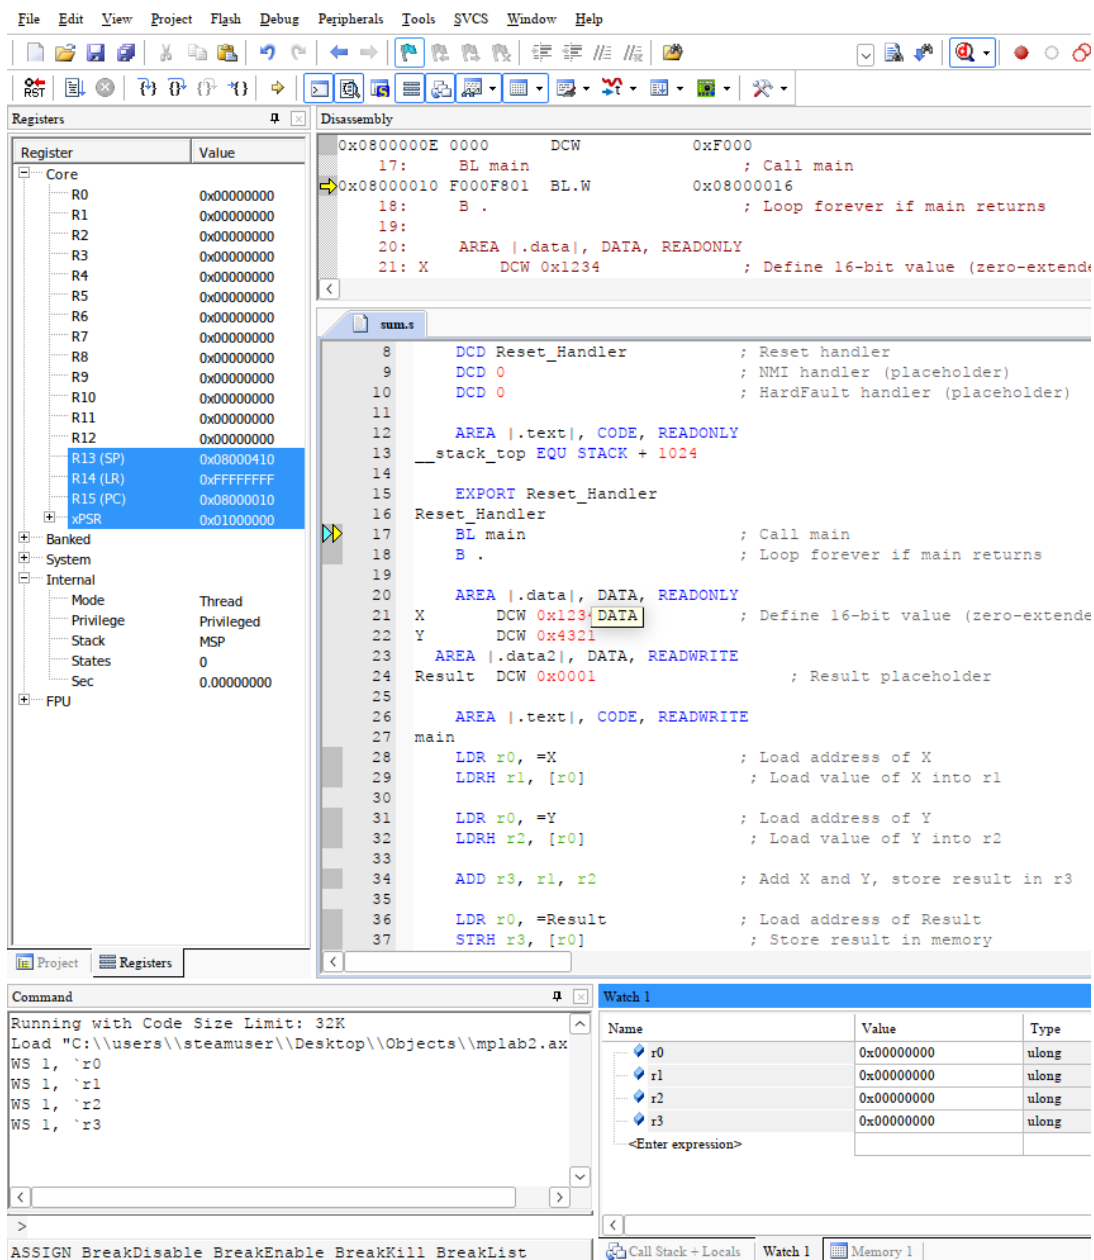 File Edit View Project Flash Debug Peripherals Tools SVCS Window Help
RST
Registers
Register Value
Core
R0 0x00000000
R1 0x00000000
R2 0x00000000
R3 0x00000000
R4 0x00000000
R5 0x00000000
R6 0x00000000
R7 0x00000000
R8 0x00000000
R9 0x00000000
R10 0x00000000
R11 0x00000000
R12 0x00000000
R13 (SP) 0x08000410
R14 (LR) 0xFFFFFFFF
R15 (PC) 0x08000010
xPSR 0x01000000
Banked
System
Internal
Mode Thread
Privilege Privileged
Stack MSP
States 0
Sec 0.00000000
FPU
Project Registers
Disassembly
0x0800000E 0000 DCW 0xF000
17: BL main ; Call main
0x08000010 F000F801 BL.W 0x08000016
18: B . ; Loop forever if main returns
19:
20: AREA |.data|, DATA, READONLY
21: X DCW 0x1234 ; Define 16-bit value (zero-extende
sum.s
8 DCD Reset_Handler ; Reset handler
9 DCD 0 ; NMI handler (placeholder)
10 DCD 0 ; HardFault handler (placeholder)
11
12 AREA |.text|, CODE, READONLY
13 __stack_top EQU STACK + 1024
14
15 EXPORT Reset_Handler
16 Reset_Handler
17 BL main ; Call main
18 B . ; Loop forever if main returns
19
20 AREA |.data|, DATA, READONLY
21 X DCW 0x123 DATA ; Define 16-bit value (zero-extende
22 Y DCW 0x4321
23 AREA |.data2|, DATA, READWRITE
24 Result DCW 0x0001 ; Result placeholder
25
26 AREA |.text|, CODE, READWRITE
27 main
28 LDR r0, =X ; Load address of X
29 LDRH r1, [r0] ; Load value of X into r1
30
31 LDR r0, =Y ; Load address of Y
32 LDRH r2, [r0] ; Load value of Y into r2
33
34 ADD r3, r1, r2 ; Add X and Y, store result in r3
35
36 LDR r0, =Result ; Load address of Result
37 STRH r3, [r0] ; Store result in memory
Command
Running with Code Size Limit: 32K
Load "C:\\users\\steamuser\\Desktop\\Objects\\mplab2.ax
WS 1, `r0
WS 1, `r1
WS 1, `r2
WS 1, `r3
>
ASSIGN BreakDisable BreakEnable BreakKill BreakList
Watch 1
Name Value Type
r0 0x00000000 ulong
r1 0x00000000 ulong
r2 0x00000000 ulong
r3 0x00000000 ulong
<Enter expression>
Call Stack + Locals Watch 1 Memory 1